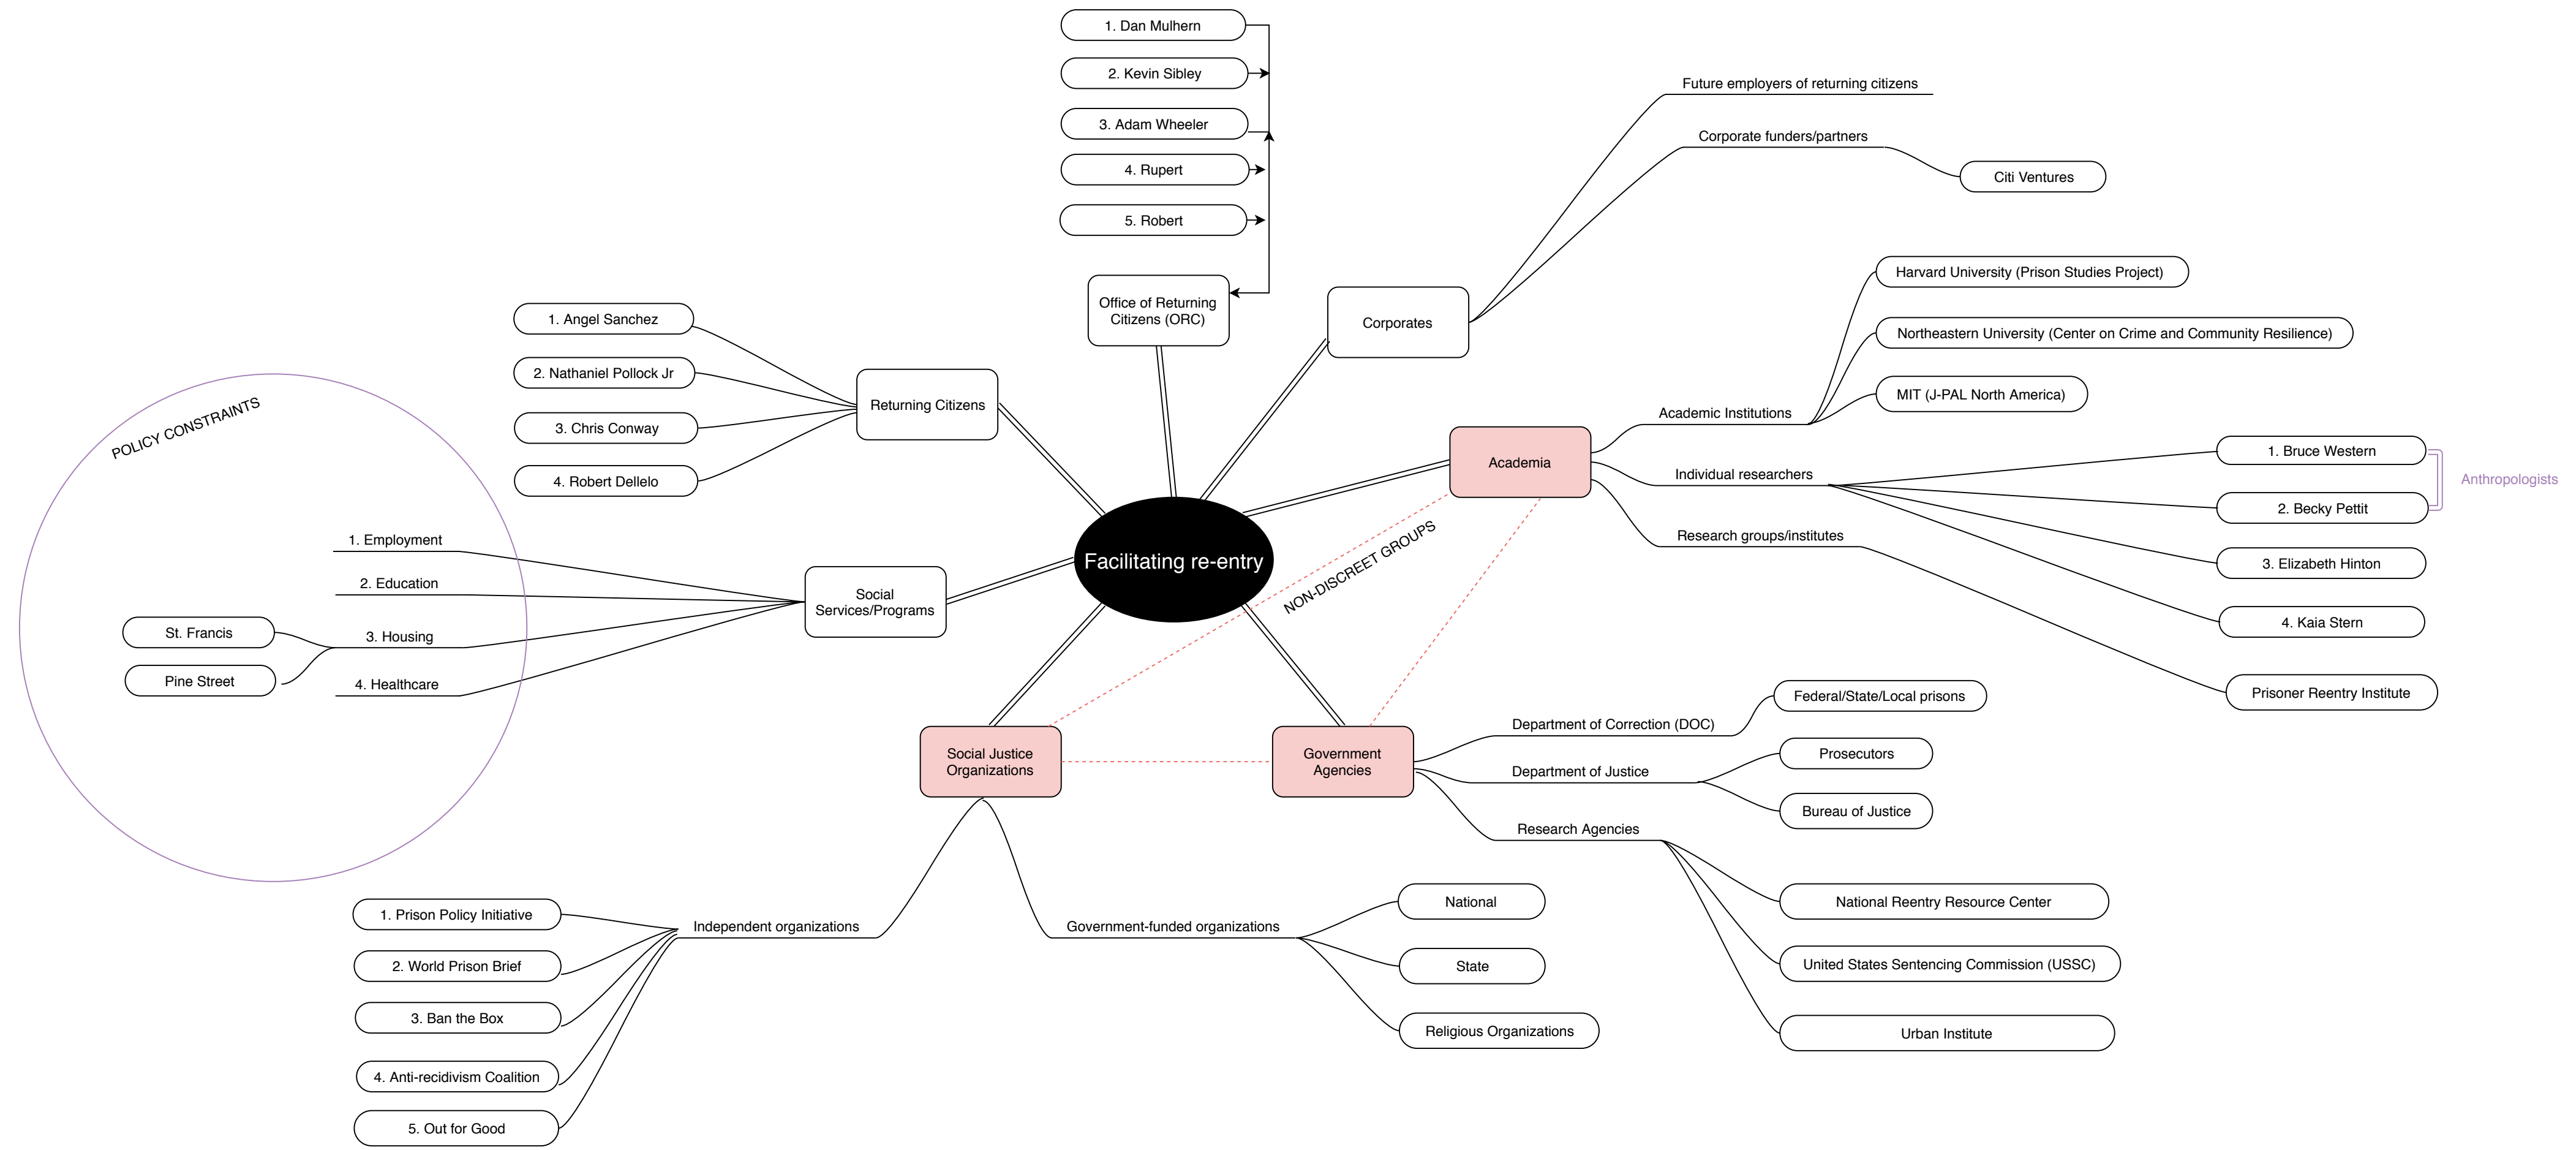 1. Dan Mulhern
2. Kevin Sibley
3. Adam Wheeler
4. Rupert
5. Robert
Office of Returning
Citizens (ORC)
Future employers of returning citizens
Corporate funders/partners
Citi Ventures
Corporates
1. Angel Sanchez
2. Nathaniel Pollock Jr
3. Chris Conway
4. Robert Dellelo
Returning Citizens
Harvard University (Prison Studies Project)
Northeastern University (Center on Crime and Community Resilience)
MIT (J-PAL North America)
Academic Institutions
Academia
Individual researchers
1. Bruce Western
2. Becky Pettit
Anthropologists
3. Elizabeth Hinton
4. Kaia Stern
Research groups/institutes
Prisoner Reentry Institute
POLICY CONSTRAINTS
1. Employment
2. Education
3. Housing
4. Healthcare
St. Francis
Pine Street
Social
Services/Programs
Facilitating re-entry
NON-DISCREET GROUPS
Social Justice
Organizations
Government
Agencies
Department of Correction (DOC)
Federal/State/Local prisons
Department of Justice
Prosecutors
Bureau of Justice
Research Agencies
National Reentry Resource Center
United States Sentencing Commission (USSC)
Urban Institute
Independent organizations
1. Prison Policy Initiative
2. World Prison Brief
3. Ban the Box
4. Anti-recidivism Coalition
5. Out for Good
Government-funded organizations
National
State
Religious Organizations